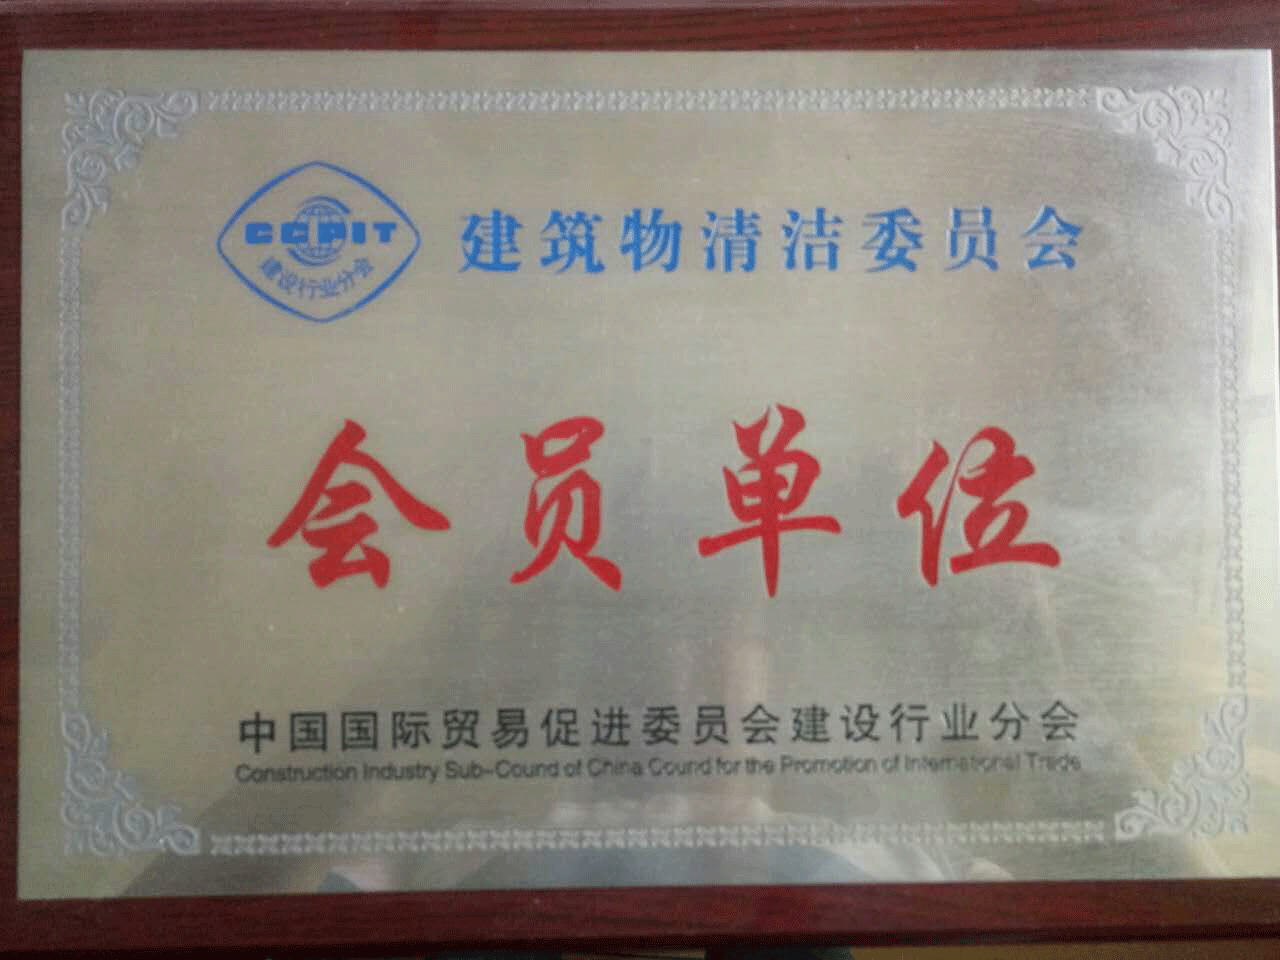 CCPIT
建设行业分会
建筑物清洁委员会
会员单位
中国国际贸易促进委员会建设行业分会
Construction Industry Sub-Cound of China Cound for the Promotion of International Trade